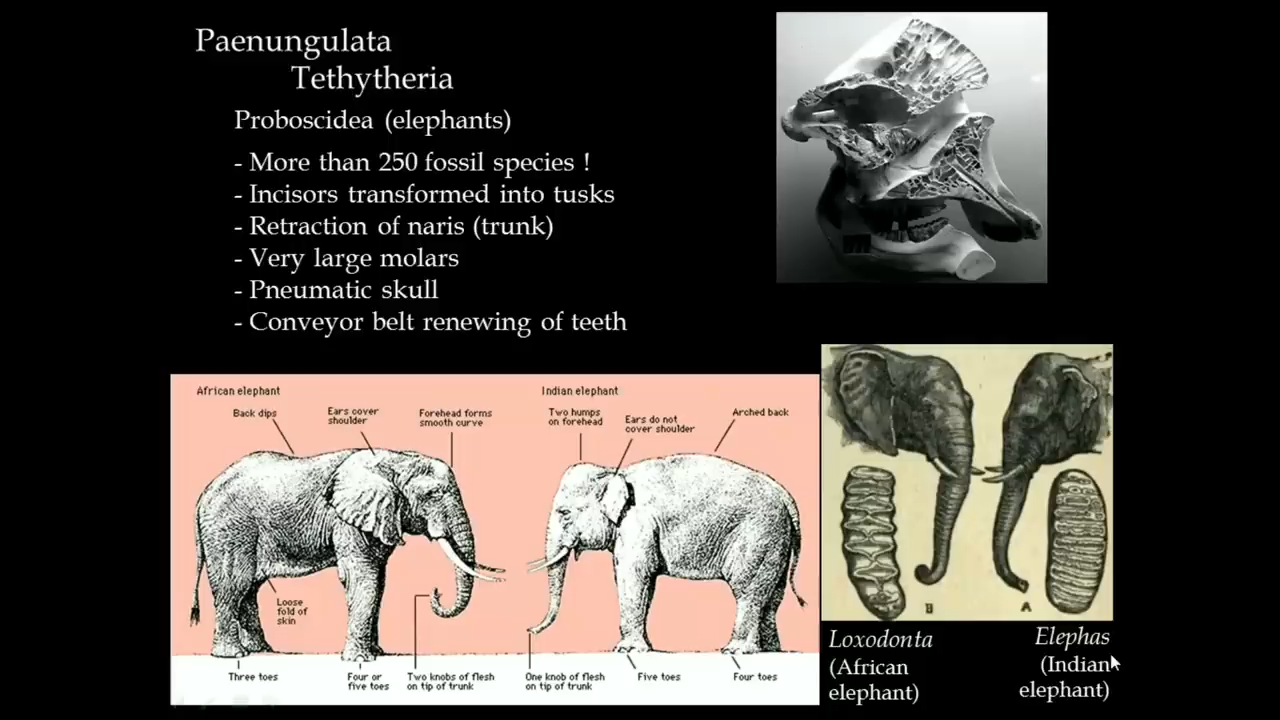 Paenungulata
Tethytheria
Proboscidea (elephants)
- More than 250 fossil species !
- Incisors transformed into tusks
- Retraction of naris (trunk)
- Very large molars
- Pneumatic skull
- Conveyor belt renewing of teeth
African elephant
Back dips
Ears cover
shoulder
Forehead forms
smooth curve
Loose
fold of
skin
Three toes
Four or
five toes
Two knobs of flesh
on tip of trunk
Indian elephant
Two humps
on forehead
Ears do not
cover shoulder
Arched back
One knob of flesh
on tip of trunk
Five toes
Four toes
B
A
Loxodonta
(African
elephant)
Elephas
(Indian
elephant)